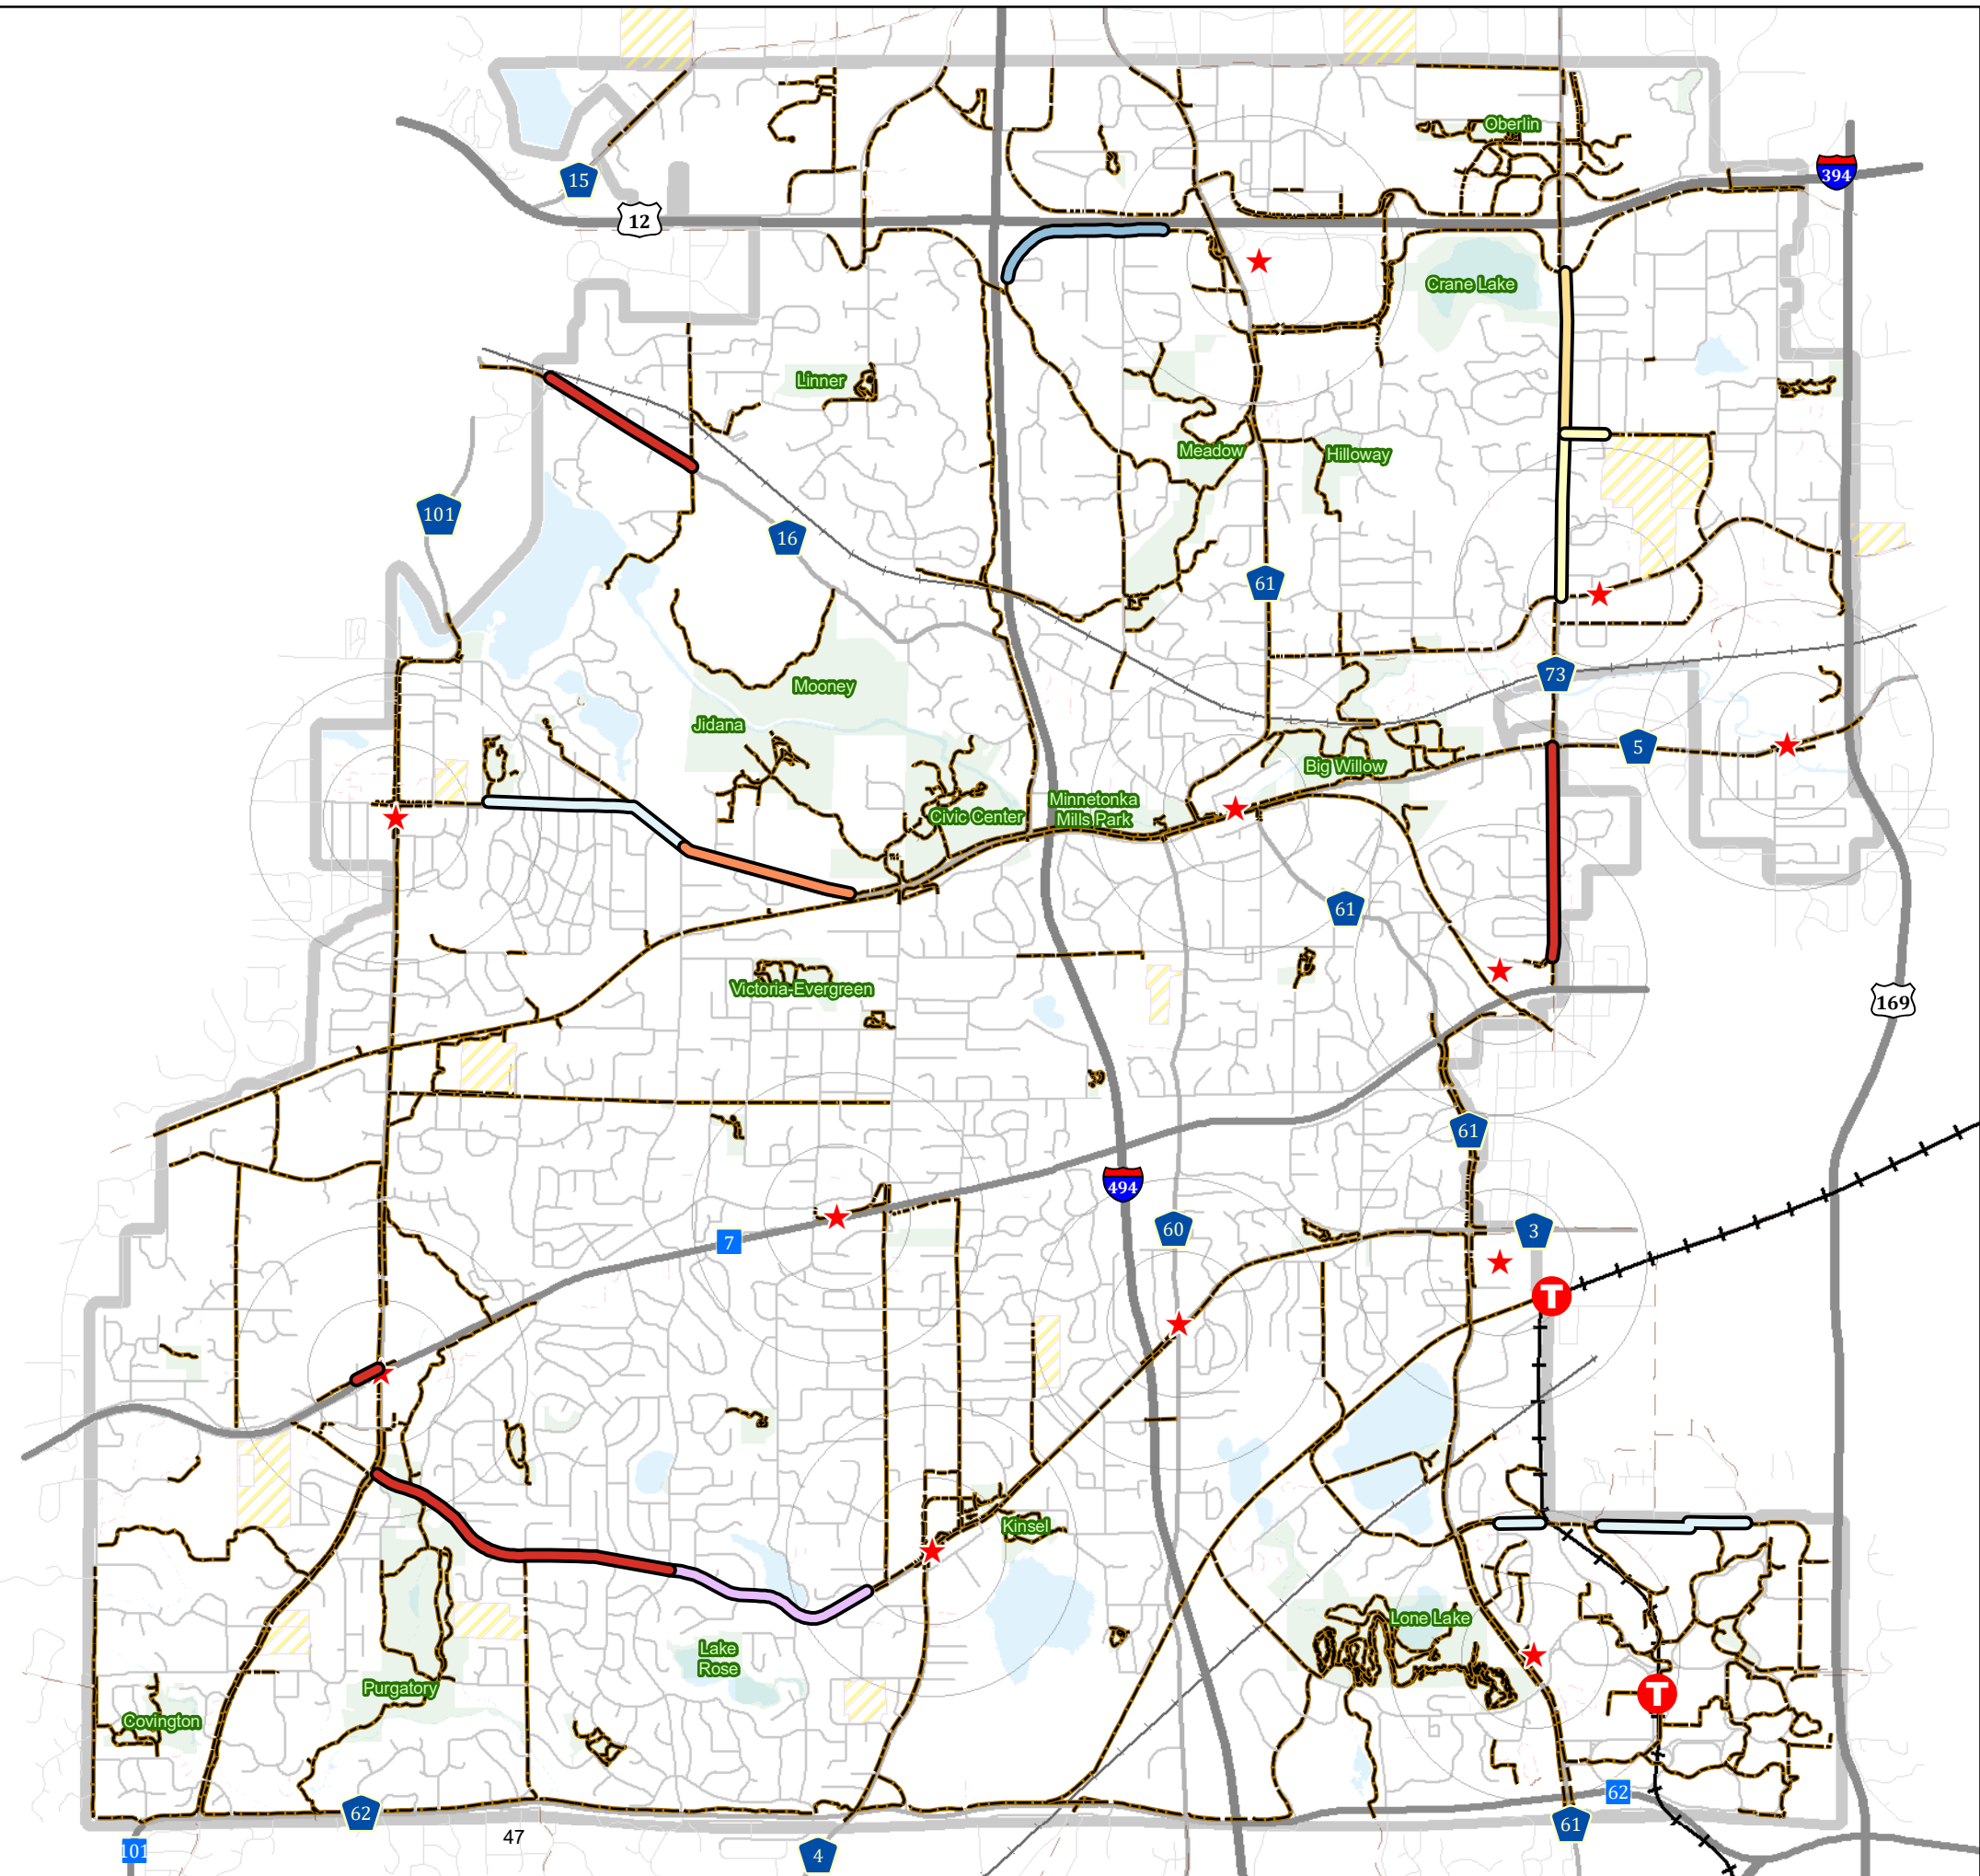 Oberlin
394
15
12
Crane Lake
Linner
Meadow
Hilloway
101
16
61
73
Mooney
Jidana
5
Big Willow
Minnetonka
Mills Park
Civic Center
61
Victoria-Evergreen
169
61
494
60
3
7
Kinsel
Lone Lake
Lake
Rose
Purgatory
Covington
62
62
61
47
101
4
T
T